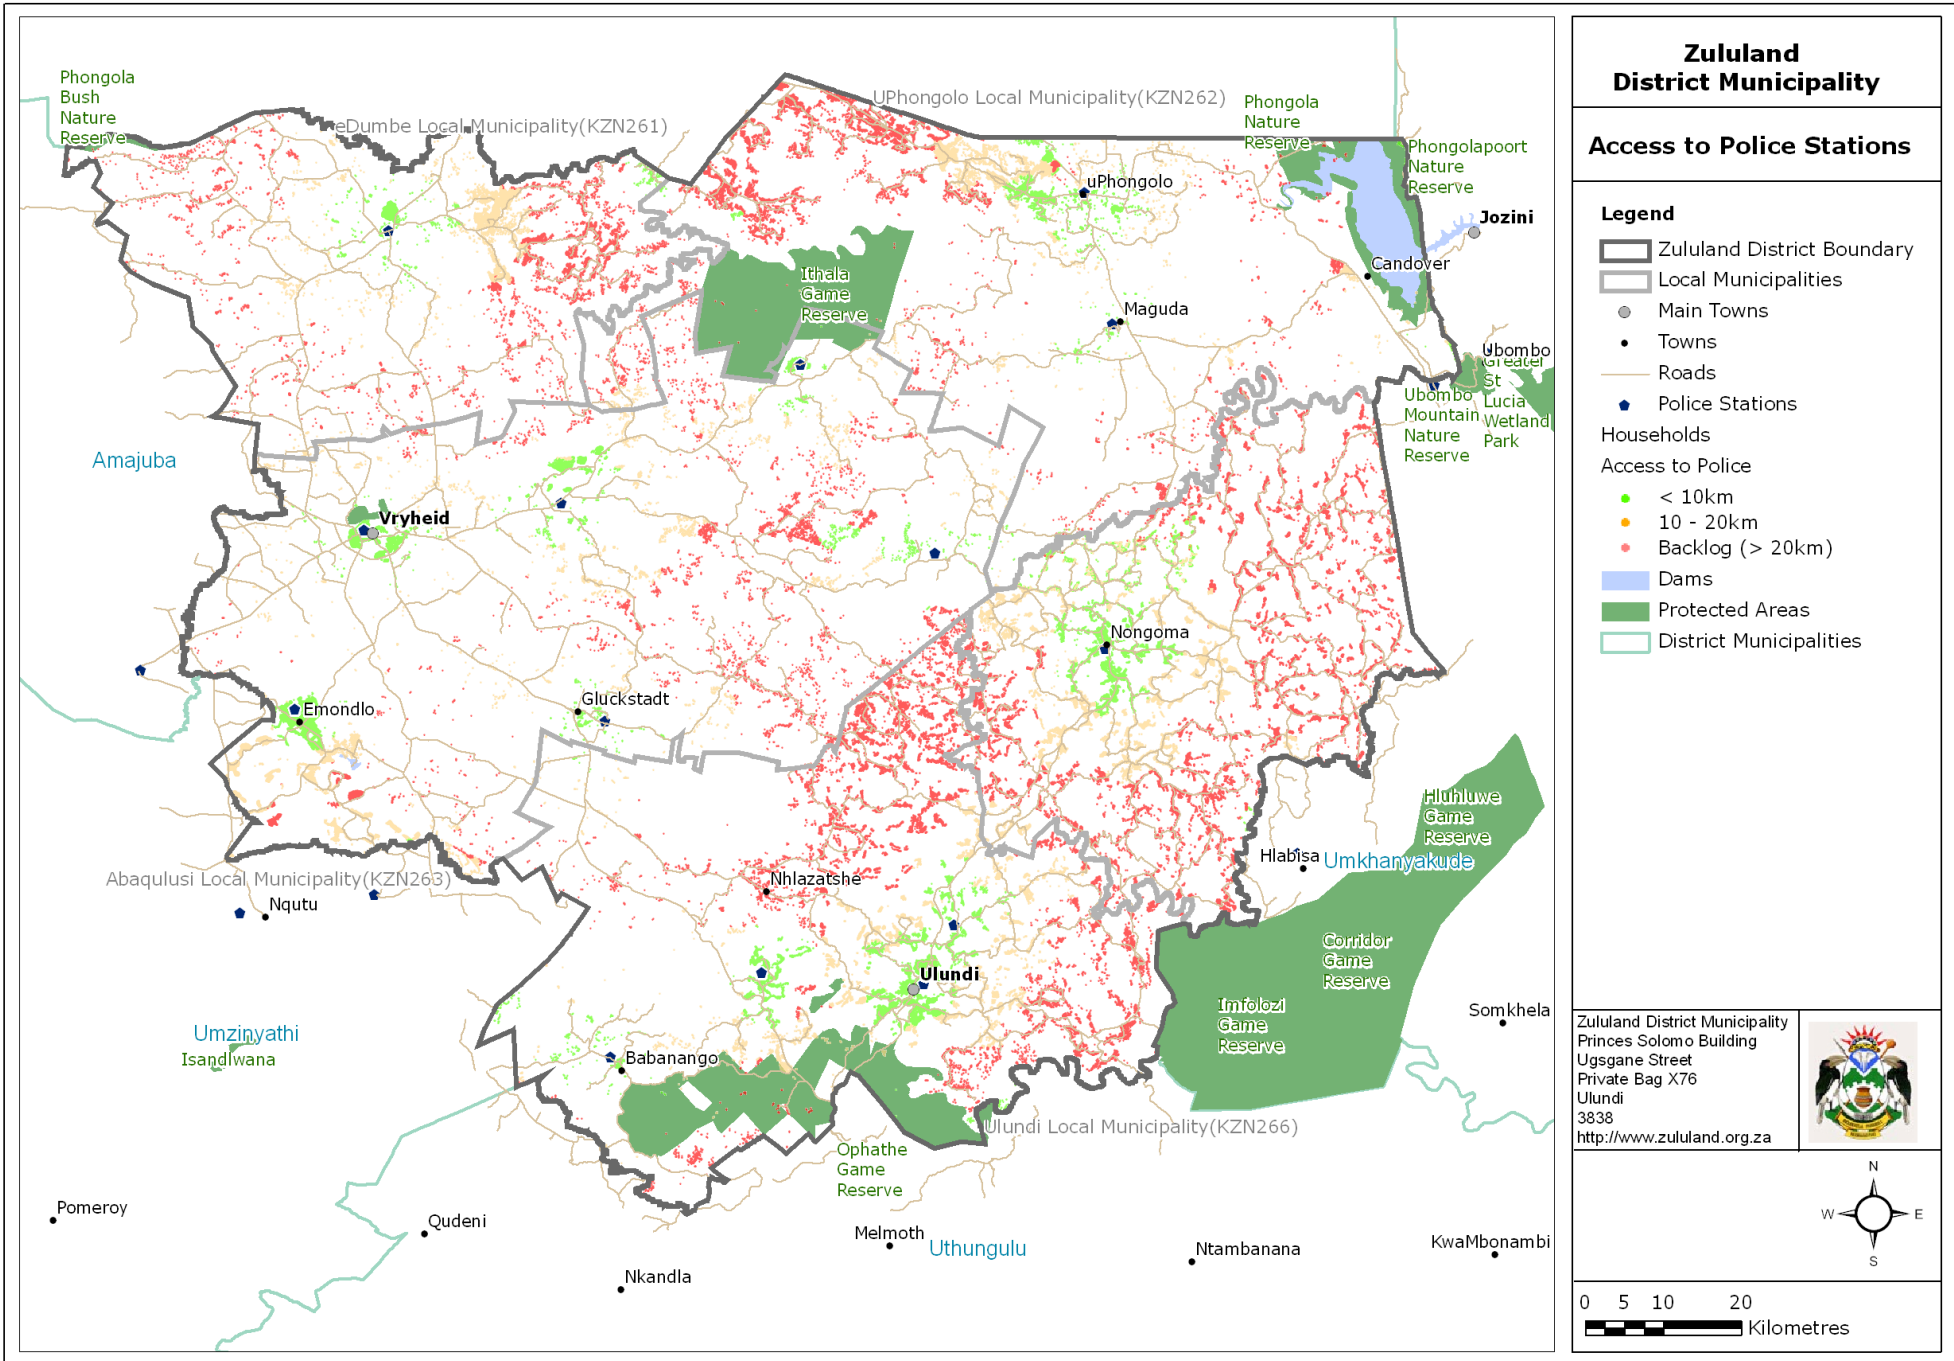 Phongola
Bush
Nature
Reserve
eDumbe Local Municipality(KZN261)
UPhongolo Local Municipality(KZN262)
Phongola
Nature
Reserve
Phongolapoort
Nature
Reserve
uPhongolo
Jozini
Candover
Ithala
Game
Reserve
Maguda
Ubombo
Greater
St
Lucia
Wetland
Park
Ubombo
Mountain
Nature
Reserve
Amajuba
Vryheid
Nongoma
Emondlo
Gluckstadt
Hluhluwe
Game
Reserve
Hlabisa
Umkhanyakude
Abaqulusi Local Municipality(KZN263)
Nqutu
Nhlazatshe
Corridor
Game
Reserve
Ulundi
Imfolozi
Game
Reserve
Somkhela
Umzinyathi
Isandlwana
Babanango
Ulundi Local Municipality(KZN266)
Ophathe
Game
Reserve
Pomeroy
Qudeni
Melmoth
Uthungulu
Ntambanana
KwaMbonambi
Nkandla
Zululand
District Municipality
Access to Police Stations
Legend
Zululand District Boundary
Local Municipalities
Main Towns
Towns
Roads
Police Stations
Households
Access to Police
< 10km
10 - 20km
Backlog (> 20km)
Dams
Protected Areas
District Municipalities
Zululand District Municipality
Princes Solomo Building
Ugsgane Street
Private Bag X76
Ulundi
3838
http://www.zululand.org.za
N
W E
S
0 5 10 20
Kilometres